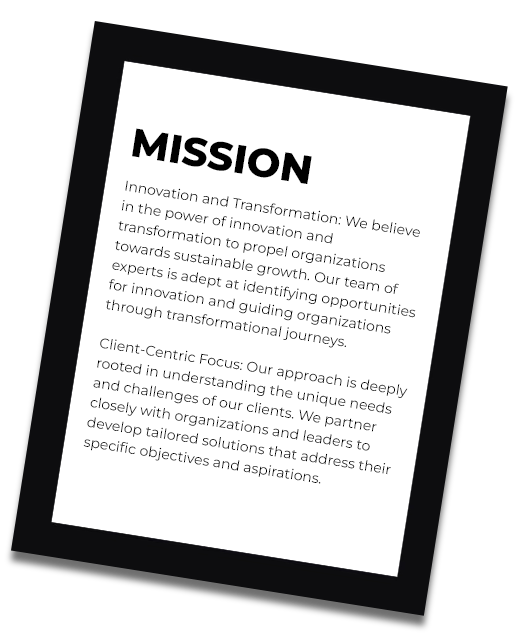 MISSION
Innovation and Transformation: We believe
in the power of innovation and
transformation to propel organizations
towards sustainable growth. Our team of
experts is adept at identifying opportunities
for innovation and guiding organizations
through transformational journeys.
Client-Centric Focus: Our approach is deeply
rooted in understanding the unique needs
and challenges of our clients. We partner
closely with organizations and leaders to
develop tailored solutions that address their
specific objectives and aspirations.